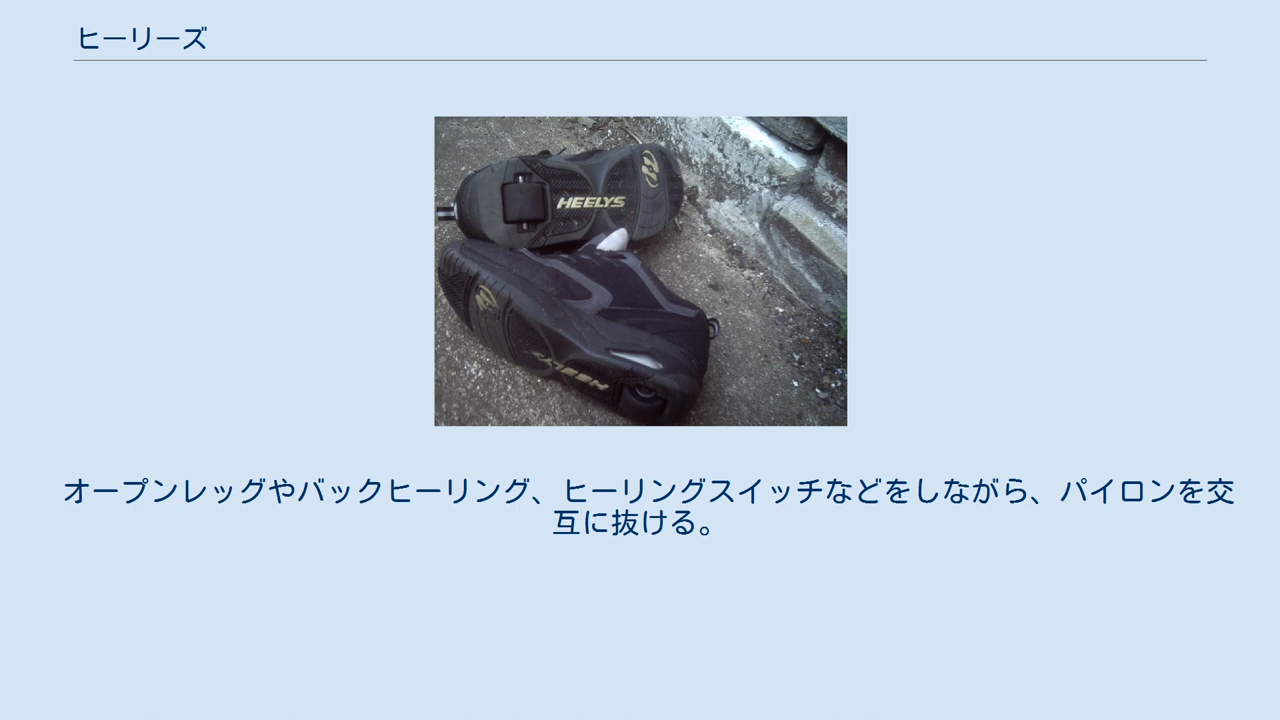 ヒーリーズ
HEELYS
HEELYS
オープンレッグやバックヒーリング、ヒーリングスイッチなどをしながら、パイロンを交
互に抜ける。